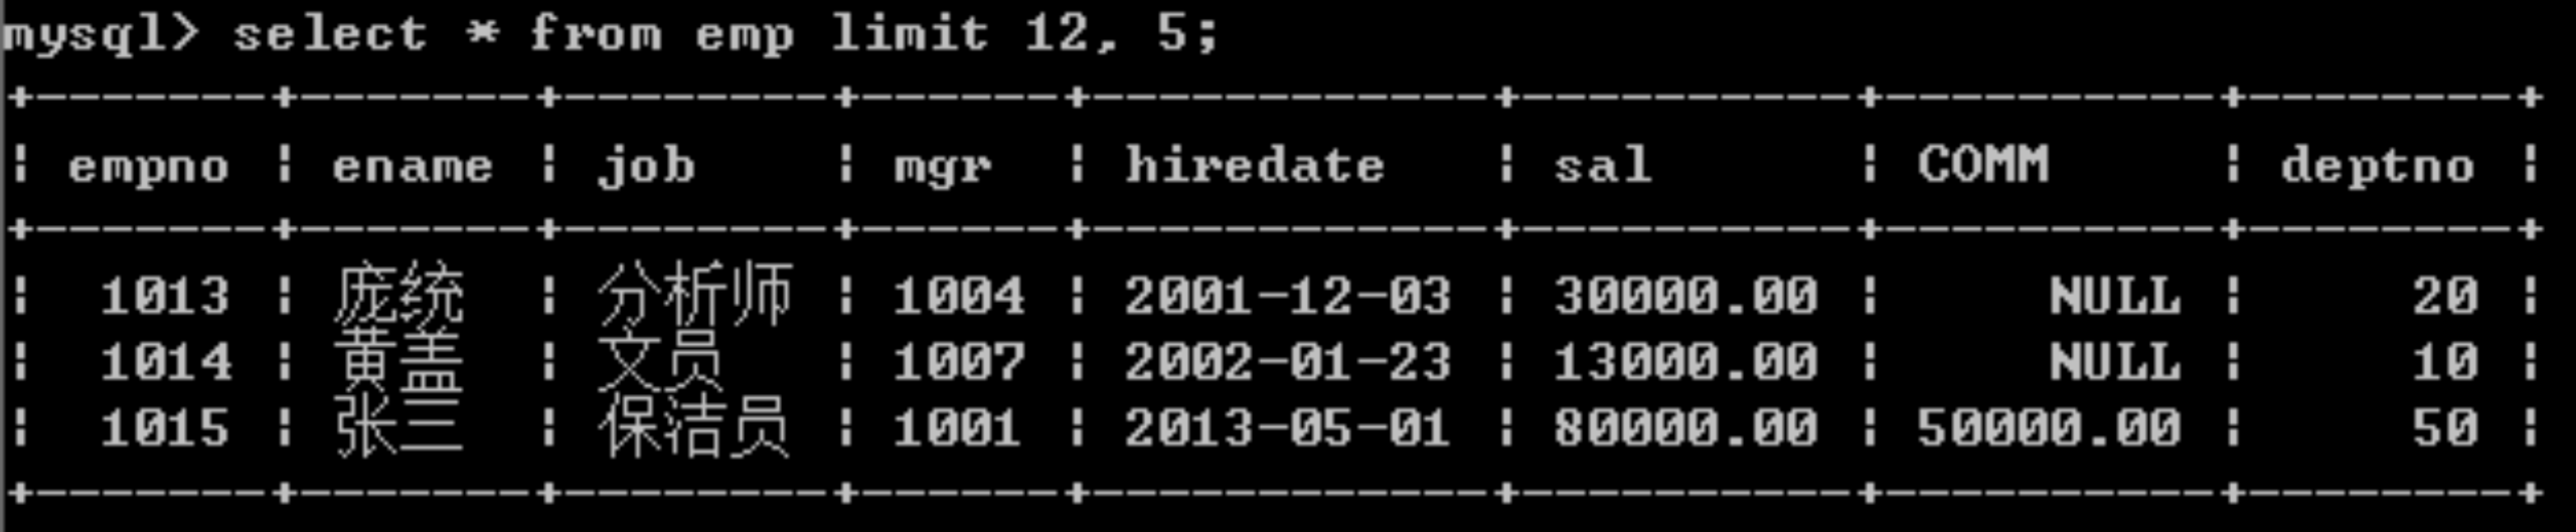 mysql> select * from emp limit 12, 5;
+-------+-------+--------+------+------------+----------+----------+--------+
| empno | ename | job    | mgr  | hiredate   | sal      | COMM     | deptno |
+-------+-------+--------+------+------------+----------+----------+--------+
|  1013 | 庞统  | 分析师 | 1004 | 2001-12-03 | 30000.00 |     NULL |     20 |
|  1014 | 黄盖  | 文员   | 1007 | 2002-01-23 | 13000.00 |     NULL |     10 |
|  1015 | 张三  | 保洁员 | 1001 | 2013-05-01 | 80000.00 | 50000.00 |     50 |
+-------+-------+--------+------+------------+----------+----------+--------+